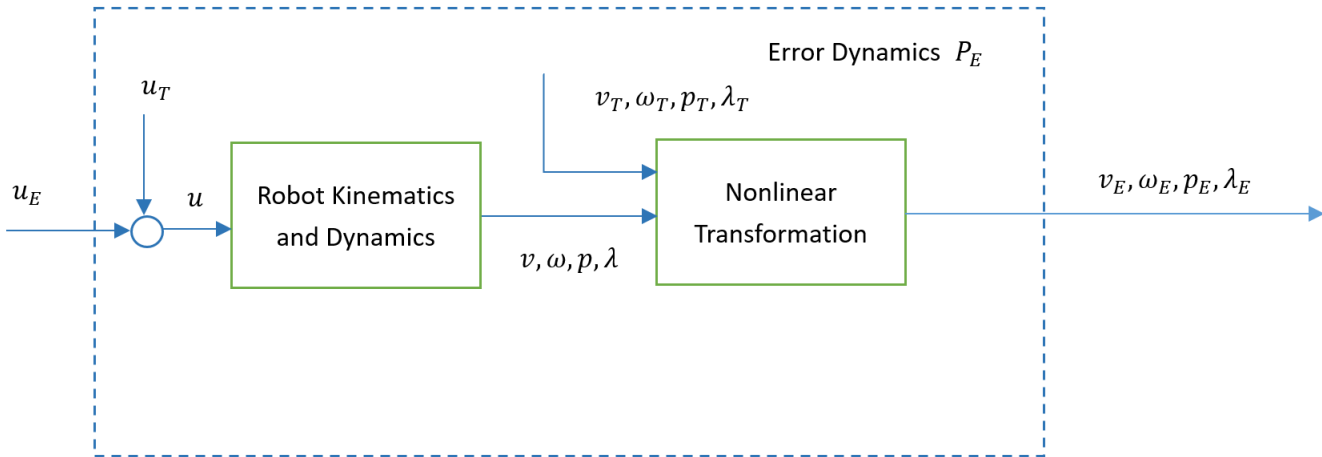 Error Dynamics P_E
u_T
v_T, ω_T, p_T, λ_T
u_E
u
Robot Kinematics
and Dynamics
Nonlinear
Transformation
v_E, ω_E, p_E, λ_E
v, ω, p, λ